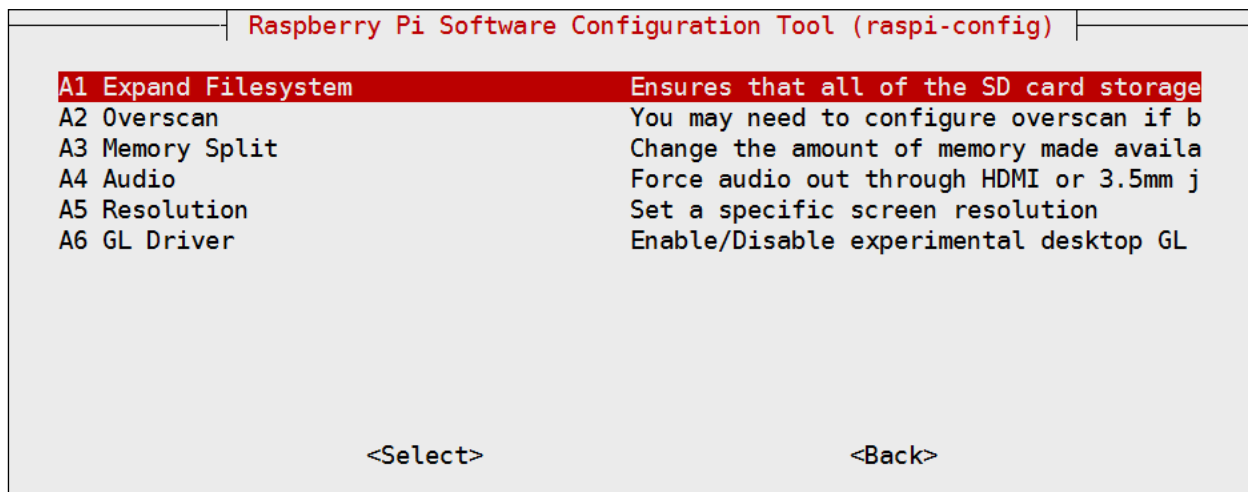 Raspberry Pi Software Configuration Tool (raspi-config)
A1 Expand Filesystem Ensures that all of the SD card storage
A2 Overscan You may need to configure overscan if b
A3 Memory Split Change the amount of memory made availa
A4 Audio Force audio out through HDMI or 3.5mm j
A5 Resolution Set a specific screen resolution
A6 GL Driver Enable/Disable experimental desktop GL
<Select> <Back>